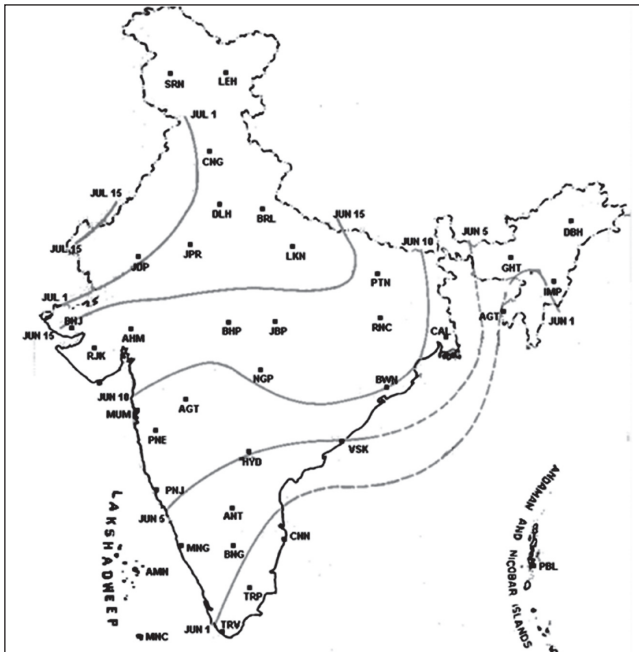 SRN
LEH
JUL 1
CNG
JUL 15
DLH
BRL
JUN 15
JUN 5
DBH
JUL 15
JPR
LKN
JUN 10
GHT
JDP
PTN
IMP
JUL 1
BHJ
BHP
JBP
RNC
AGT
JUN 1
JUN 15
AHM
CAL
RJK
NGP
BWN
JUN 10
AGT
MUM
PNE
HYD
VSK
PNJ
JUN 5
AHT
CNN
MNG
BNG
LAKSHADWEEP
AMN
TRP
PBL
ANDAMAN AND NICOBAR ISLANDS
JUN 1
TRV
MNC